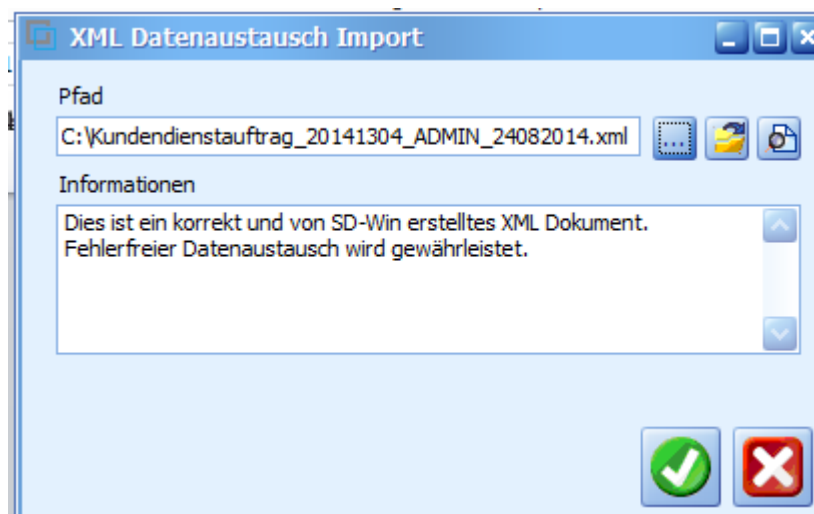 XML Datenaustausch Import
Pfad
C:\Kundendienstauftrag_20141304_ADMIN_24082014.xml
...
Informationen
Dies ist ein korrekt und von SD-Win erstelltes XML Dokument.
Fehlerfreier Datenaustausch wird gewährleistet.